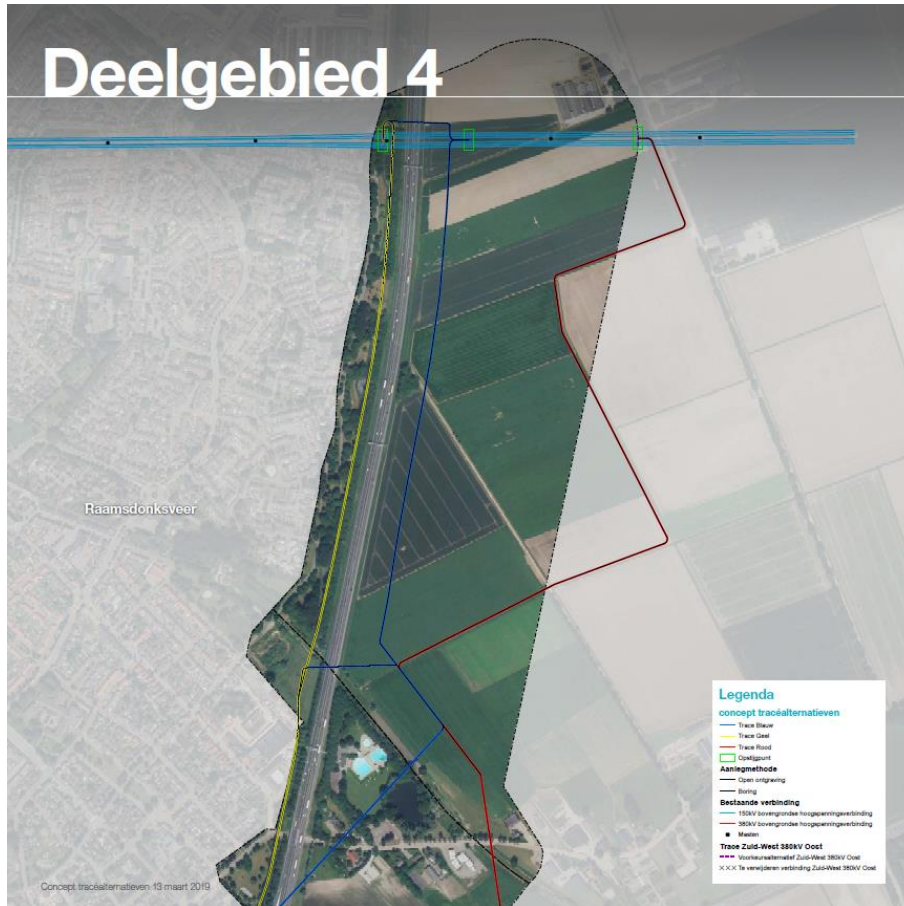 Deelgebied 4
Raamsdonksveer
Legenda
concept tracéalternatieven
Trace Blauw
Trace Geel
Trace Rood
Opstijgpunt
Aanlegmethode
Open ontgraving
Boring
Bestaande verbinding
150kV bovengrondse hoogspanningsverbinding
380kV bovengrondse hoogspanningsverbinding
Masten
Trace Zuid-West 380kV Oost
Voorkeursalternatief Zuid-West 380kV Oost
Te verwijderen verbinding Zuid-West 380kV Oost
Concept tracéalternatieven 13 maart 2019